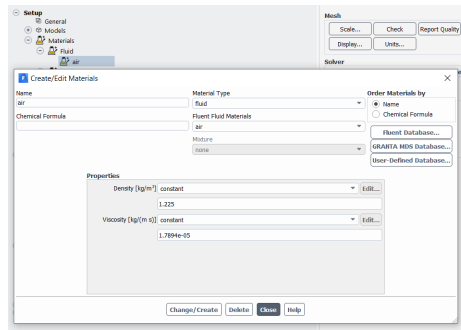 Setup
General
Models
Materials
Fluid
air
Mesh
Scale... Check Report Quality
Display... Units...
Solver
Create/Edit Materials
Name
air
Material Type
fluid
Order Materials by
Name
Chemical Formula
Chemical Formula
Fluent Fluid Materials
air
Mixture
none
Fluent Database...
GRANTA MDS Database...
User-Defined Database...
Properties
Density [kg/m³] constant Edit...
1.225
Viscosity [kg/(m s)] constant Edit...
1.7894e-05
Change/Create Delete Close Help